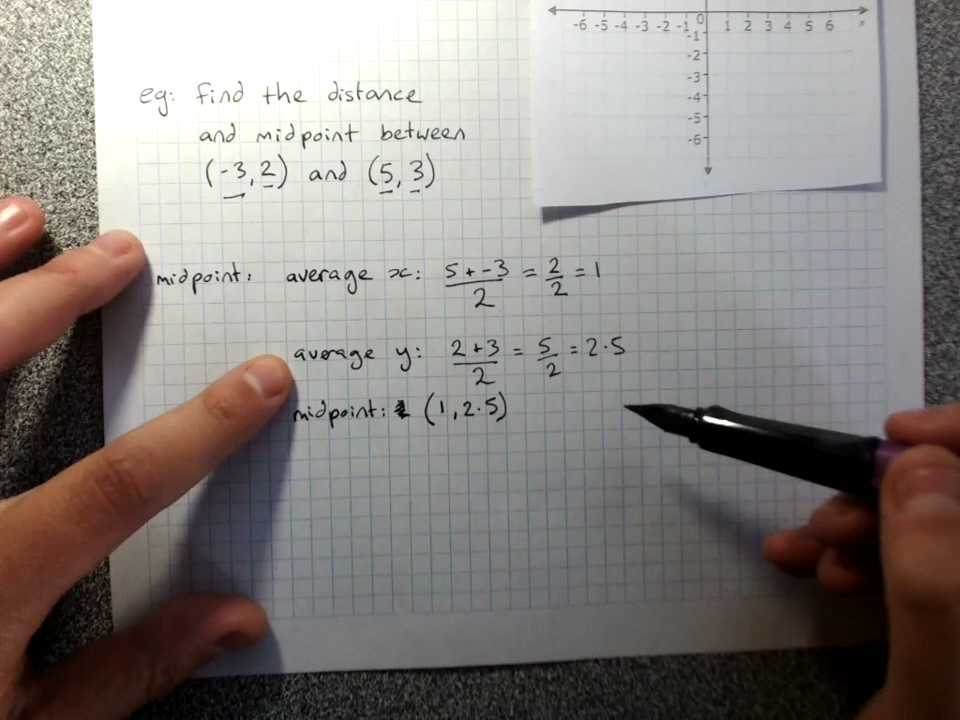 -6 -5 -4 -3 -2 -1 0 1 2 3 4 5 6 x
-1
-2
-3
-4
-5
-6
eg: find the distance
and midpoint between
(-3, 2) and (5, 3)
midpoint: average x: 5 + -3 / 2 = 2/2 = 1
average y: 2 + 3 / 2 = 5/2 = 2.5
midpoint: (1, 2.5)